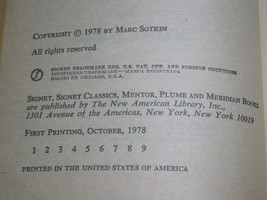 COPYRIGHT © 1978 BY MARC SOTKIN
All rights reserved
SIGNET TRADEMARK REG. U.S. PAT. OFF. AND FOREIGN COUNTRIES
REGISTERED TRADEMARK—MARCA REGISTRADA
HECHO EN CHICAGO, U.S.A.
SIGNET, SIGNET CLASSICS, MENTOR, PLUME AND MERIDIAN BOOKS
are published by The New American Library, Inc.,
1301 Avenue of the Americas, New York, New York 10019
FIRST PRINTING, OCTOBER, 1978
1 2 3 4 5 6 7 8 9
PRINTED IN THE UNITED STATES OF AMERICA